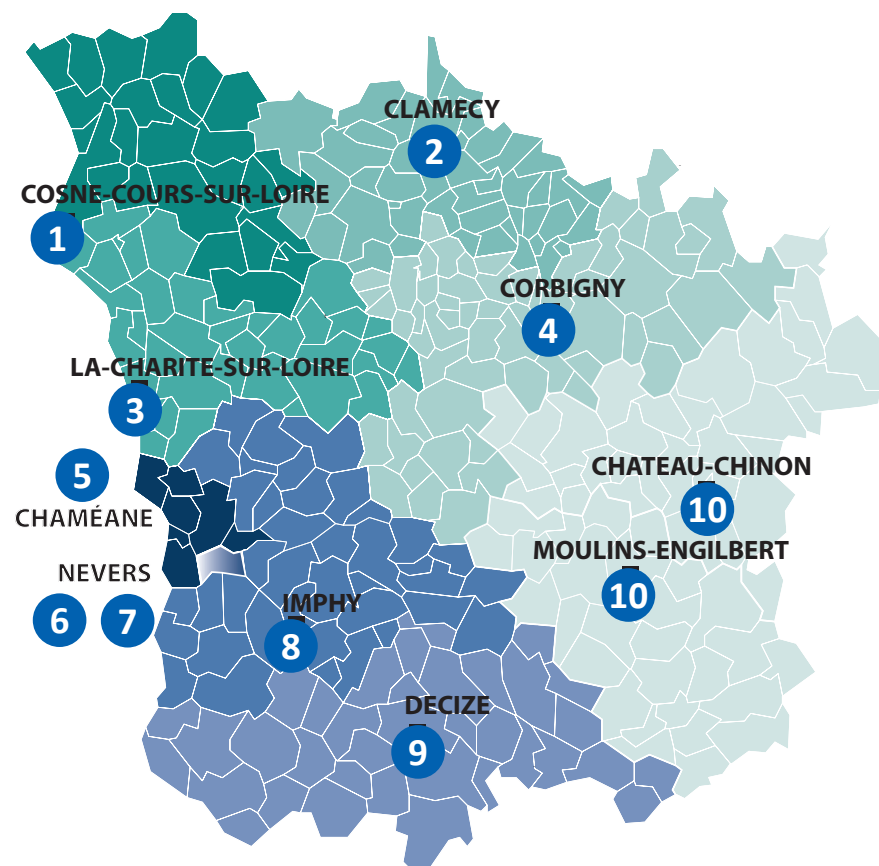 CLAMECY
2
COSNE-COURS-SUR-LOIRE
1
CORBIGNY
4
LA-CHARITE-SUR-LOIRE
3
5
CHAMÉANE
CHATEAU-CHINON
10
MOULINS-ENGILBERT
10
NEVERS
6 7
IMPHY
8
DECIZE
9